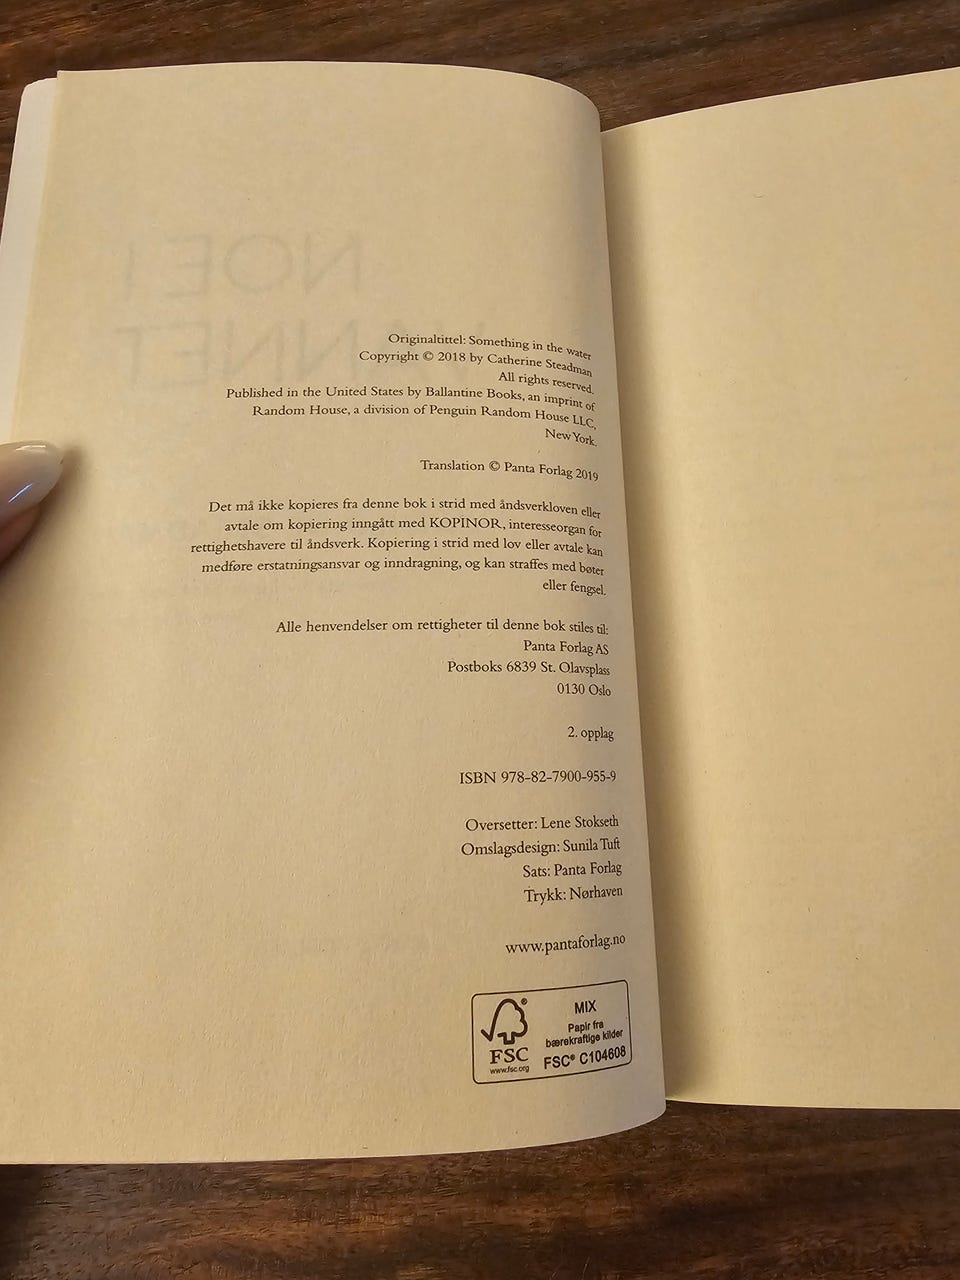 NOE I
VANNET
Originaltittel: Something in the water
Copyright © 2018 by Catherine Steadman
All rights reserved.
Published in the United States by Ballantine Books, an imprint of
Random House, a division of Penguin Random House LLC,
New York.
Translation © Panta Forlag 2019
Det må ikke kopieres fra denne bok i strid med åndsverkloven eller
avtale om kopiering inngått med KOPINOR, interesseorgan for
rettighetshavere til åndsverk. Kopiering i strid med lov eller avtale kan
medføre erstatningsansvar og inndragning, og kan straffes med bøter
eller fengsel.
Alle henvendelser om rettigheter til denne bok stiles til:
Panta Forlag AS
Postboks 6839 St. Olavsplass
0130 Oslo
2. opplag
ISBN 978-82-7900-955-9
Oversetter: Lene Stokseth
Omslagsdesign: Sunila Tuft
Sats: Panta Forlag
Trykk: Nørhaven
www.pantaforlag.no
®
FSC
www.fsc.org
MIX
Papir fra
bærekraftige kilder
FSC® C104608